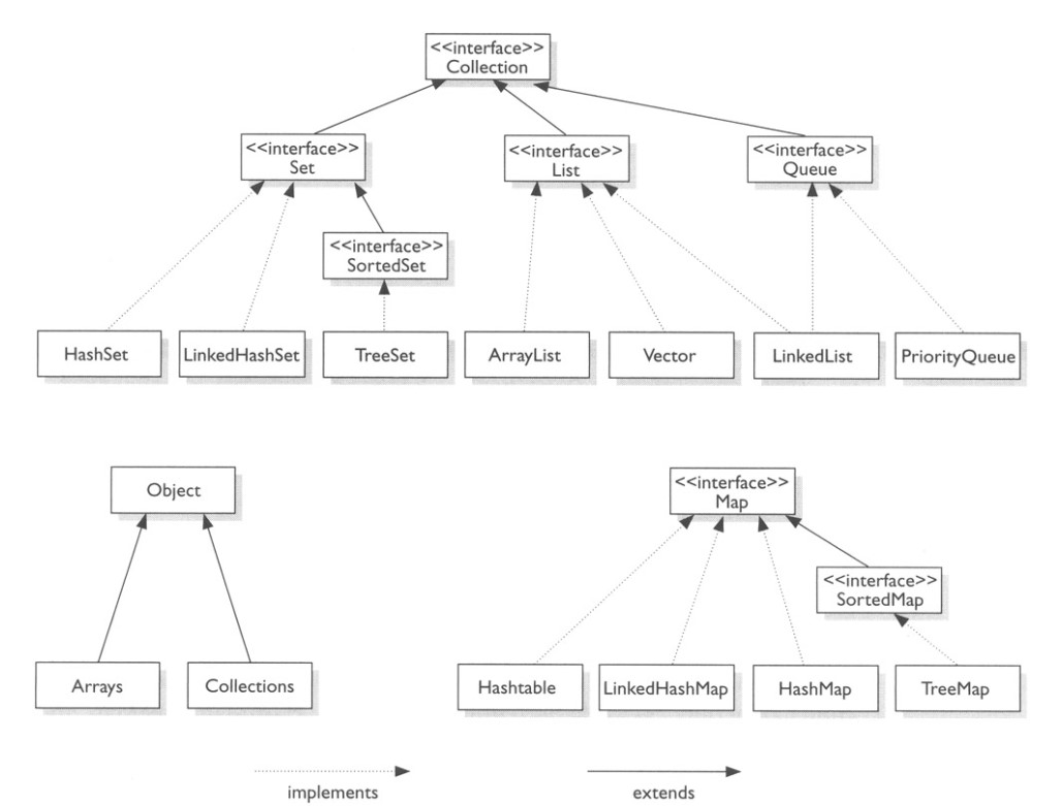 <<interface>>
Collection
<<interface>>
Set
<<interface>>
List
<<interface>>
Queue
<<interface>>
SortedSet
HashSet
LinkedHashSet
TreeSet
ArrayList
Vector
LinkedList
PriorityQueue
Object
<<interface>>
Map
<<interface>>
SortedMap
Arrays
Collections
Hashtable
LinkedHashMap
HashMap
TreeMap
implements
extends